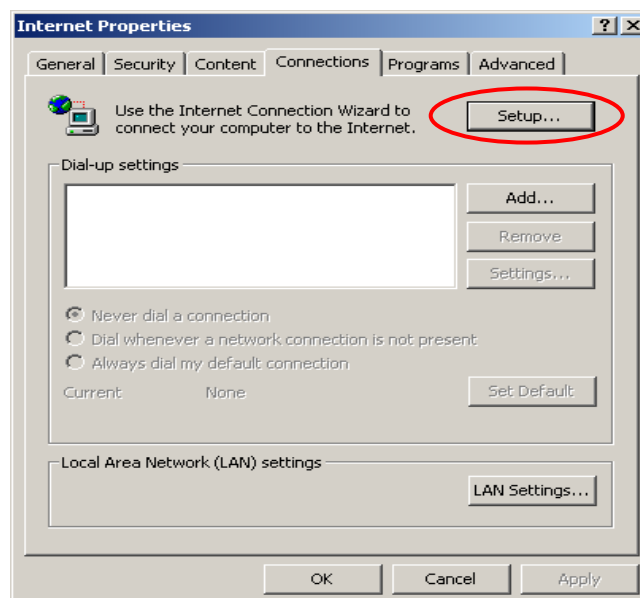 Internet Properties
General Security Content Connections Programs Advanced
Use the Internet Connection Wizard to
connect your computer to the Internet.
Setup...
Dial-up settings
Add...
Remove
Settings...
Never dial a connection
Dial whenever a network connection is not present
Always dial my default connection
Current None
Set Default
Local Area Network (LAN) settings
LAN Settings...
OK Cancel Apply